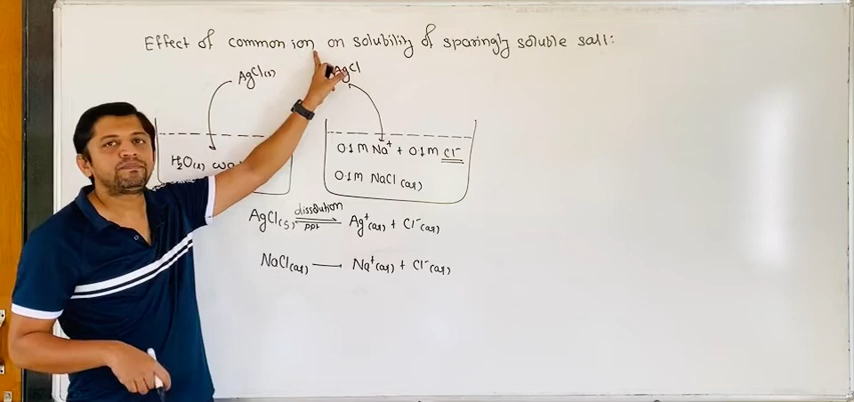 Effect of common ion on solubility of sparingly soluble salt:
AgCl(s) AgCl
H₂O(l)
0.1 M Na⁺ + 0.1 M Cl⁻
0.1 M NaCl (aq)
AgCl(s) dissolution ⇌ ppt Ag⁺(aq) + Cl⁻(aq)
NaCl(aq) → Na⁺(aq) + Cl⁻(aq)